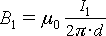 B₁ = μ₀ I₁ / 2π · d